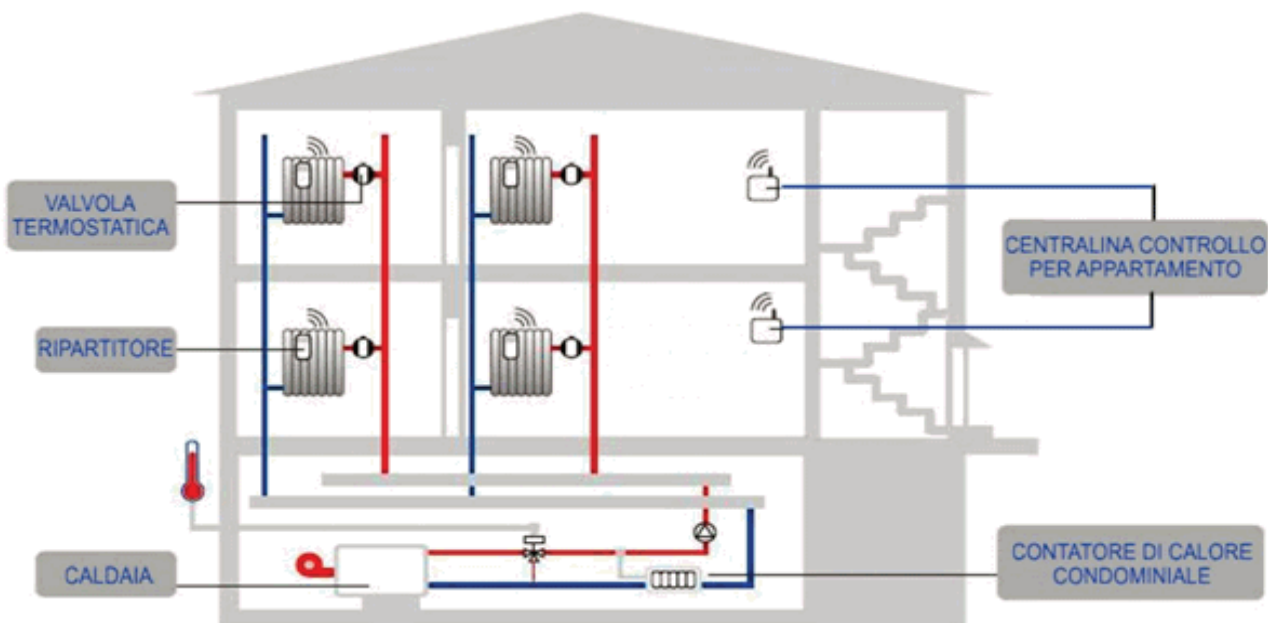 VALVOLA
TERMOSTATICA
CENTRALINA CONTROLLO
PER APPARTAMENTO
RIPARTITORE
CALDAIA
CONTATORE DI CALORE
CONDOMINIALE